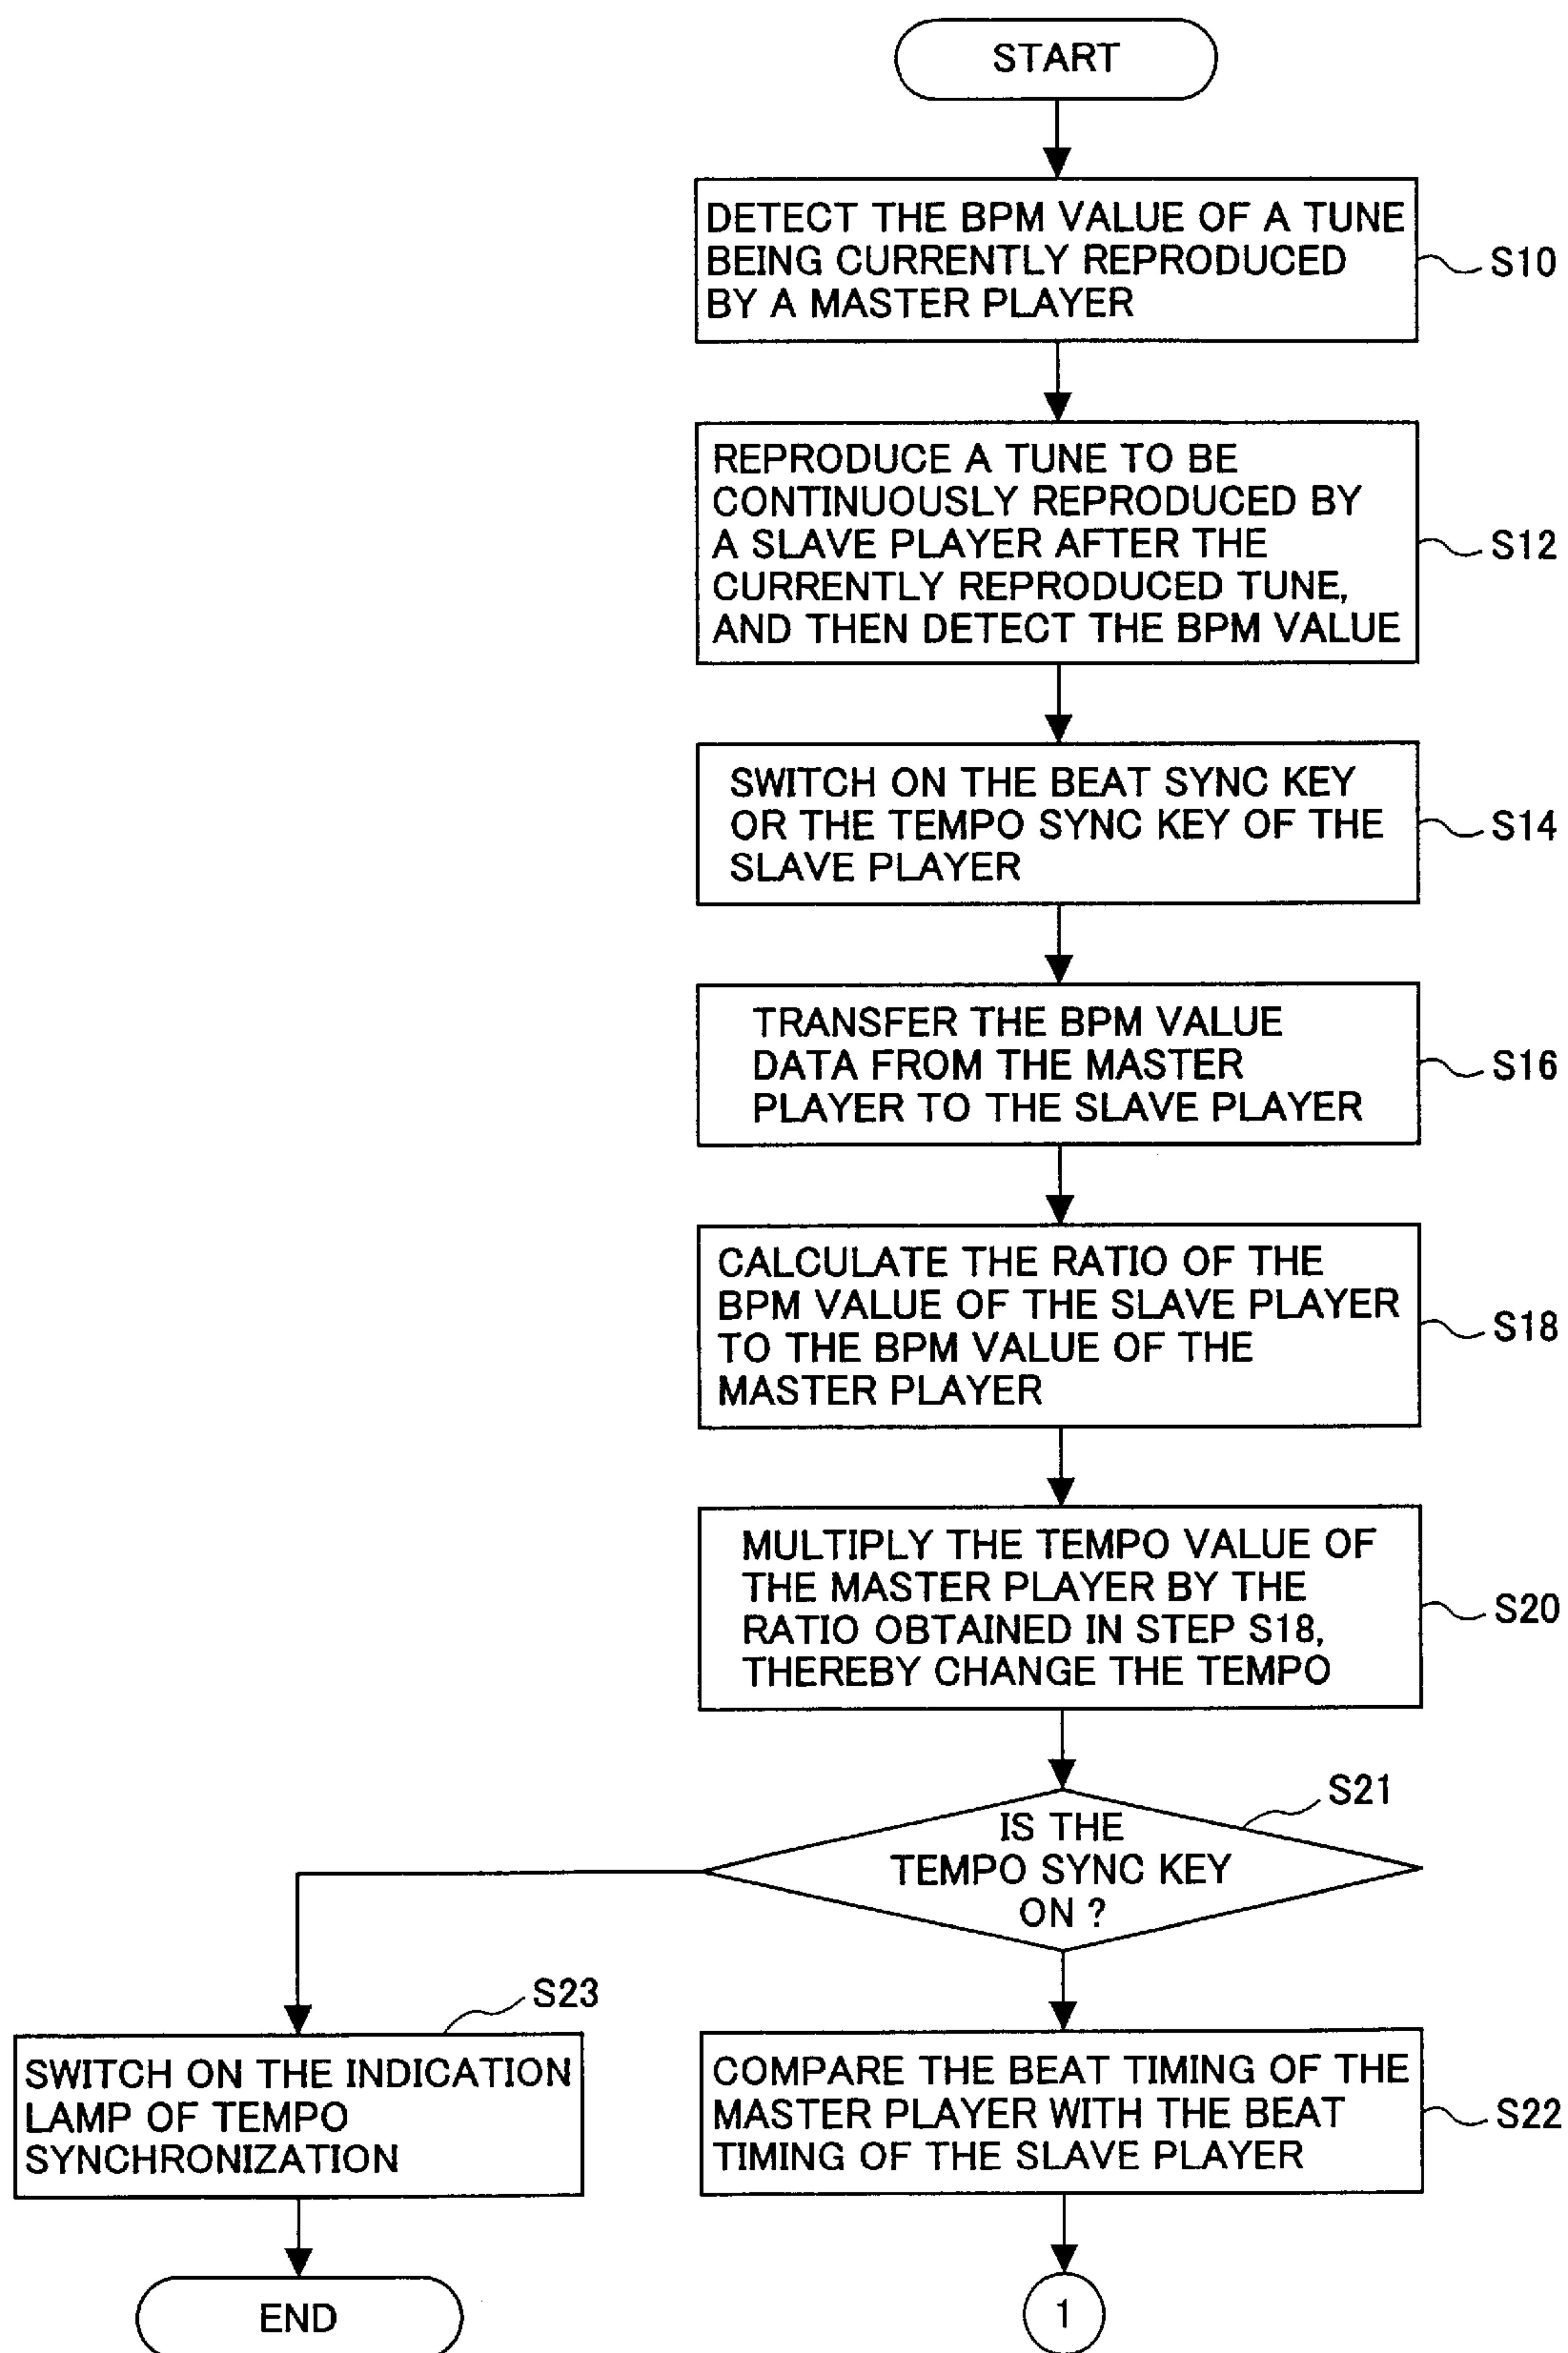 START
DETECT THE BPM VALUE OF A TUNE
BEING CURRENTLY REPRODUCED
BY A MASTER PLAYER
S10
REPRODUCE A TUNE TO BE
CONTINUOUSLY REPRODUCED BY
A SLAVE PLAYER AFTER THE
CURRENTLY REPRODUCED TUNE,
AND THEN DETECT THE BPM VALUE
S12
SWITCH ON THE BEAT SYNC KEY
OR THE TEMPO SYNC KEY OF THE
SLAVE PLAYER
S14
TRANSFER THE BPM VALUE
DATA FROM THE MASTER
PLAYER TO THE SLAVE PLAYER
S16
CALCULATE THE RATIO OF THE
BPM VALUE OF THE SLAVE PLAYER
TO THE BPM VALUE OF THE
MASTER PLAYER
S18
MULTIPLY THE TEMPO VALUE OF
THE MASTER PLAYER BY THE
RATIO OBTAINED IN STEP S18,
THEREBY CHANGE THE TEMPO
S20
S21
IS THE
TEMPO SYNC KEY
ON ?
S23
SWITCH ON THE INDICATION
LAMP OF TEMPO
SYNCHRONIZATION
COMPARE THE BEAT TIMING OF THE
MASTER PLAYER WITH THE BEAT
TIMING OF THE SLAVE PLAYER
S22
END
1